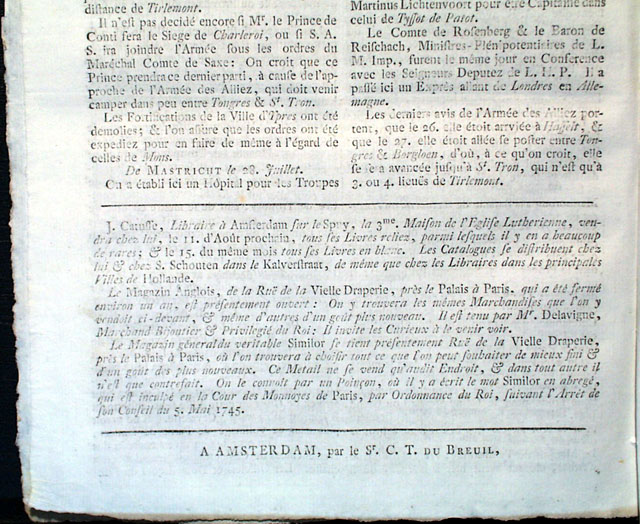 distance de Tirlemont.
Il n'est pas décidé encore si Mr. le Prince de
Conti sera le Siege de Charleroi, ou si S. A.
S. ira joindre l'Armée sous les ordres du
Maréchal Comte de Saxe: On croit que ce
Prince prendra ce dernier parti, à cause de l'ap-
proche de l'Armée des Alliez, qui doit venir
camper dans peu entre Tongres & St. Tron.
Les Fortifications de la Ville d'Ypres ont été
demolies; & l'on assure que les ordres ont été
expediez pour en faire de même à l'égard de
celles de Mons.
De MASTRICHT le 28. Juillet.
On a établi ici un Hôpital pour les Troupes
Martinus Lichtenvoort pour être Capitaine dans
celui de Tyssot de Patot.
Le Comte de Rosenberg & le Baron de
Reischach, Ministres-Plénipotentiaires de L.
M. Imp., furent le même jour en Conference
avec les Seigneurs Deputez de L. H. P. Il a
passé ici un Exprès allant de Londres en Alle-
magne.
Les derniers avis de l'Armée des Alliez por-
tent, que le 26. elle étoit arrivée à Hasselt, &
que le 27. elle étoit allée se poster entre Ton-
gres & Borgloen, d'où, à ce qu'on croit, elle
se sera avancée jusqu'à St. Tron, qui n'est qu'à
3. ou 4. lieuës de Tirlemont.
J. Catuffe, Libraire à Amsterdam sur le Spuy, la 3me. Maison de l'Eglise Lutherienne, ven-
dra chez lui, le 11. d'Août prochain, tous ses Livres reliez, parmi lesquels il y en a beaucoup
de rares; & le 15. du même mois tous ses Livres en blanc. Les Catalogues se distribuent chez
lui & chez S. Schouten dans le Kalverstraat, de même que chez les Libraires dans les principales
Villes de Hollande.
Le Magazin Anglois, de la Ruë de la Vieille Draperie, près le Palais à Paris, qui a été fermé
environ un an, est présentement ouvert: On y trouvera les mêmes Marchandises que l'on y
vendoit ci-devant, & même d'autres d'un goût plus nouveau. Il est tenu par Mr. Delavigne,
Marchand Bijoutier & Privilegié du Roi: Il invite les Curieux à le venir voir.
Le Magazin général du veritable Similor se tient présentement Ruë de la Vieille Draperie,
près le Palais à Paris, où l'on trouvera à choisir tout ce que l'on peut souhaiter de mieux fini &
d'un goût des plus nouveaux. Ce Metail ne se vend qu'audit Endroit, & dans tout autre il
n'est que contrefait. On le connoît par un Poinçon, où il y a écrit le mot Similor en abregé,
qui est inculpé en la Cour des Monnoyes de Paris, par Ordonnance du Roi, suivant l'Arrêt de
son Conseil du 5. Mai 1745.
A AMSTERDAM, par le Sr. C. T. DU BREUIL,